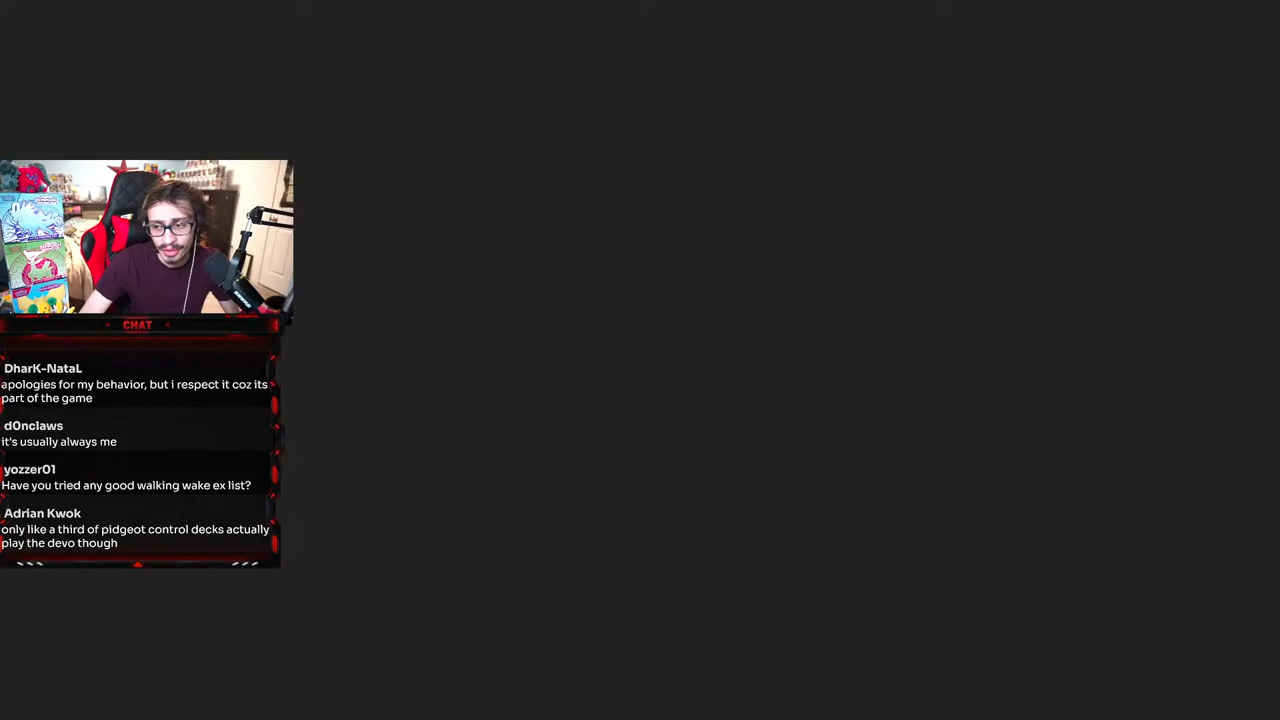 CHAT
DharK-NataL
apologies for my behavior, but i respect it coz its
part of the game
d0nclaws
it's usually always me
yozzer01
Have you tried any good walking wake ex list?
Adrian Kwok
only like a third of pidgeot control decks actually
play the devo though